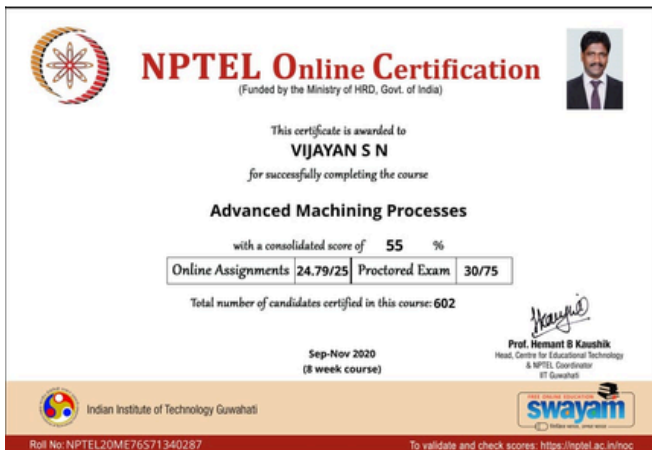 NPTEL Online Certification
(Funded by the Ministry of HRD, Govt. of India)
This certificate is awarded to
VIJAYAN S N
for successfully completing the course
Advanced Machining Processes
with a consolidated score of 55 %
Online Assignments 24.79/25 Proctored Exam 30/75
Total number of candidates certified in this course: 602
Prof. Hemant B Kaushik
Head, Centre for Educational Technology
& NPTEL Coordinator
IIT Guwahati
Sep-Nov 2020
(8 week course)
Indian Institute of Technology Guwahati
FREE ONLINE EDUCATION
swayam
Roll No: NPTEL20ME76S71340287
To validate and check scores: https://nptel.ac.in/noc